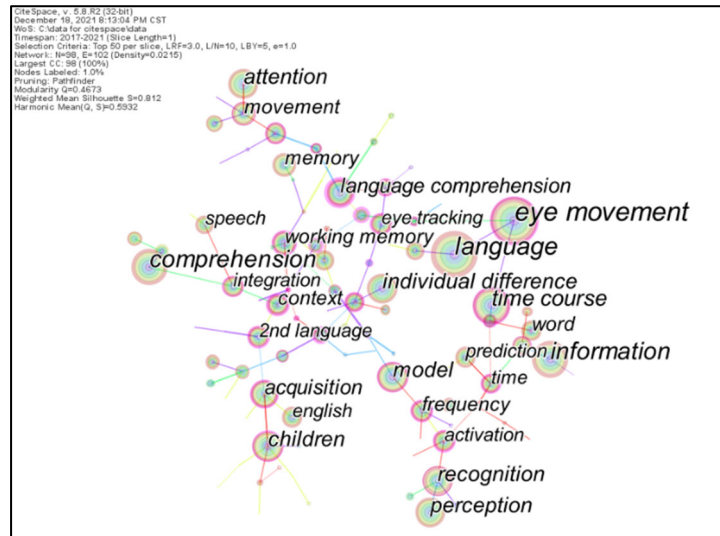 CiteSpace, v. 5.8.R2 (32-bit)
December 18, 2021 8:13:04 PM CST
WoS: C:\data for citespace\data
Timespan: 2017-2021 (Slice Length=1)
Selection Criteria: Top 50 per slice, LRF=3.0, L/N=10, LBY=5, e=1.0
Network: N=98, E=102 (Density=0.0215)
Largest CC: 98 (100%)
Nodes Labeled: 1.0%
Pruning: Pathfinder
Modularity Q=0.4673
Weighted Mean Silhouette S=0.812
Harmonic Mean(Q, S)=0.5932
attention
movement
memory
language comprehension
speech
eye tracking
eye movement
working memory
language
comprehension
integration
individual difference
context
time course
2nd language
word
prediction
information
model
time
acquisition
frequency
english
children
activation
recognition
perception